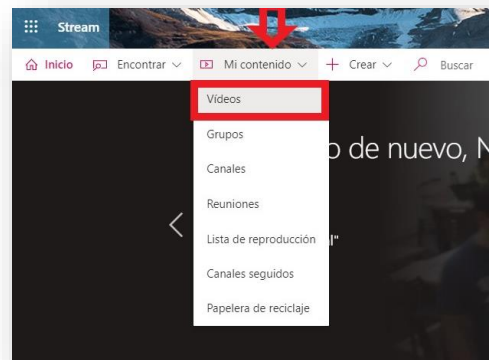 Stream
Inicio Encontrar Mi contenido Crear Buscar
Vídeos
Grupos
de nuevo, N
Canales
Reuniones
Lista de reproducción
Canales seguidos
Papelera de reciclaje